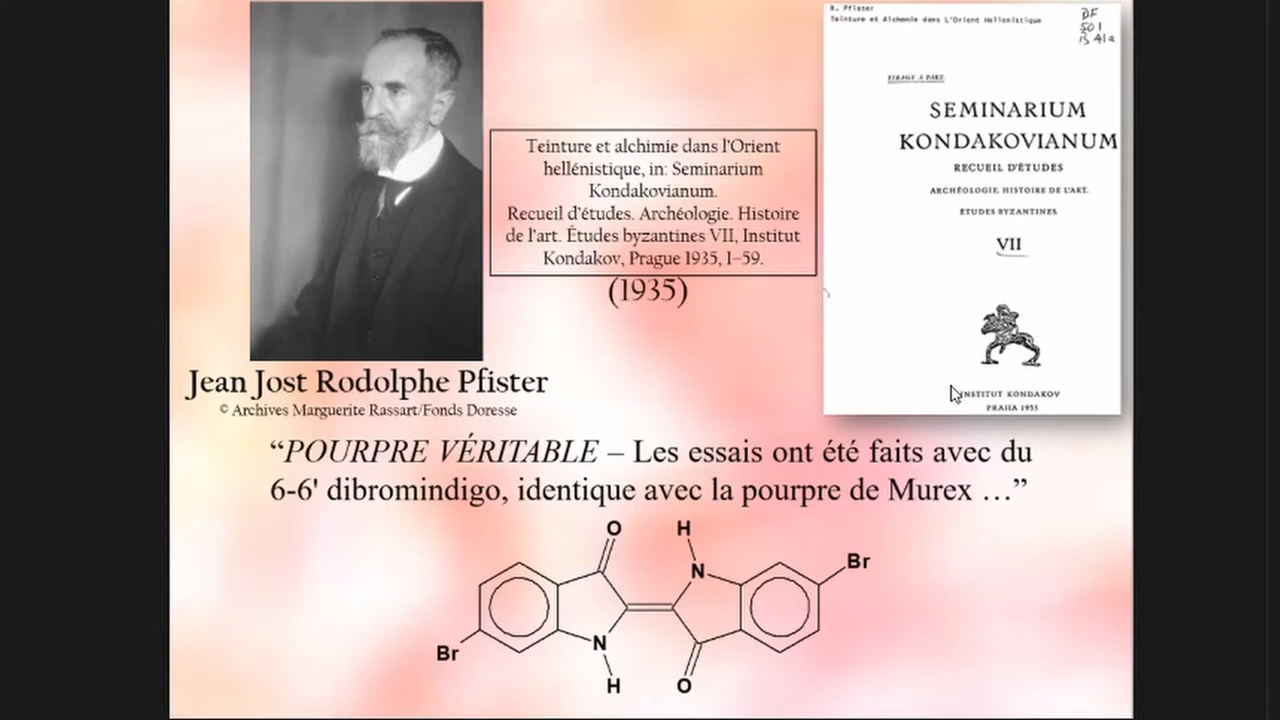 Teinture et alchimie dans l'Orient
hellénistique, in: Seminarium
Kondakovianum.
Recueil d'études. Archéologie. Histoire
de l'art. Études byzantines VII, Institut
Kondakov, Prague 1935, 1–59.
(1935)
R. Pfister
Teinture et Alchemie dans L'Orient Hellenistique
DF
501
TIRAGE À PART.
SEMINARIUM
KONDAKOVIANUM
RECUEIL D'ÉTUDES
ARCHÉOLOGIE. HISTOIRE DE L'ART.
ÉTUDES BYZANTINES.
VII
INSTITUT KONDAKOV
PRAHA 1935
Jean Jost Rodolphe Pfister
© Archives Marguerite Rassart/Fonds Doresse
“POURPRE VÉRITABLE – Les essais ont été faits avec du
6-6' dibromindigo, identique avec la pourpre de Murex …”
O H
N Br
Br N
H O